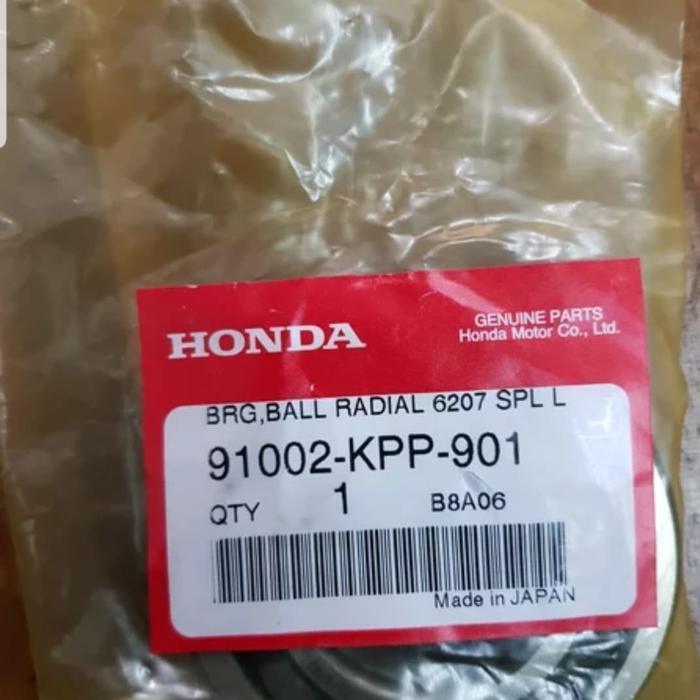 HONDA
GENUINE PARTS
Honda Motor Co., Ltd.
BRG,BALL RADIAL 6207 SPL L
91002-KPP-901
QTY 1 B8A06
Made in JAPAN